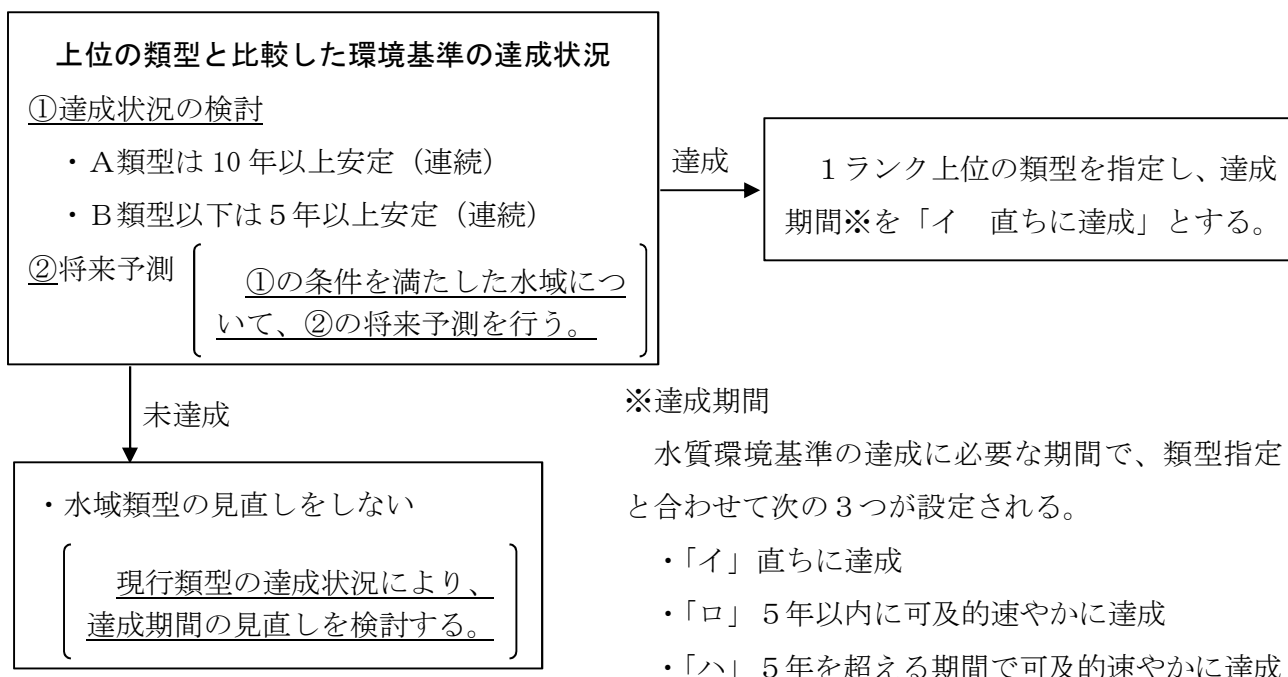 上位の類型と比較した環境基準の達成状況
①達成状況の検討
・A類型は 10 年以上安定（連続）
・B類型以下は５年以上安定（連続）
②将来予測
①の条件を満たした水域につ
いて、②の将来予測を行う。
達成
１ランク上位の類型を指定し、達成
期間※を「イ　直ちに達成」とする。
未達成
・水域類型の見直しをしない
現行類型の達成状況により、
達成期間の見直しを検討する。
※達成期間
水質環境基準の達成に必要な期間で、類型指定
と合わせて次の３つが設定される。
・「イ」直ちに達成
・「ロ」５年以内に可及的速やかに達成
・「ハ」５年を超える期間で可及的速やかに達成